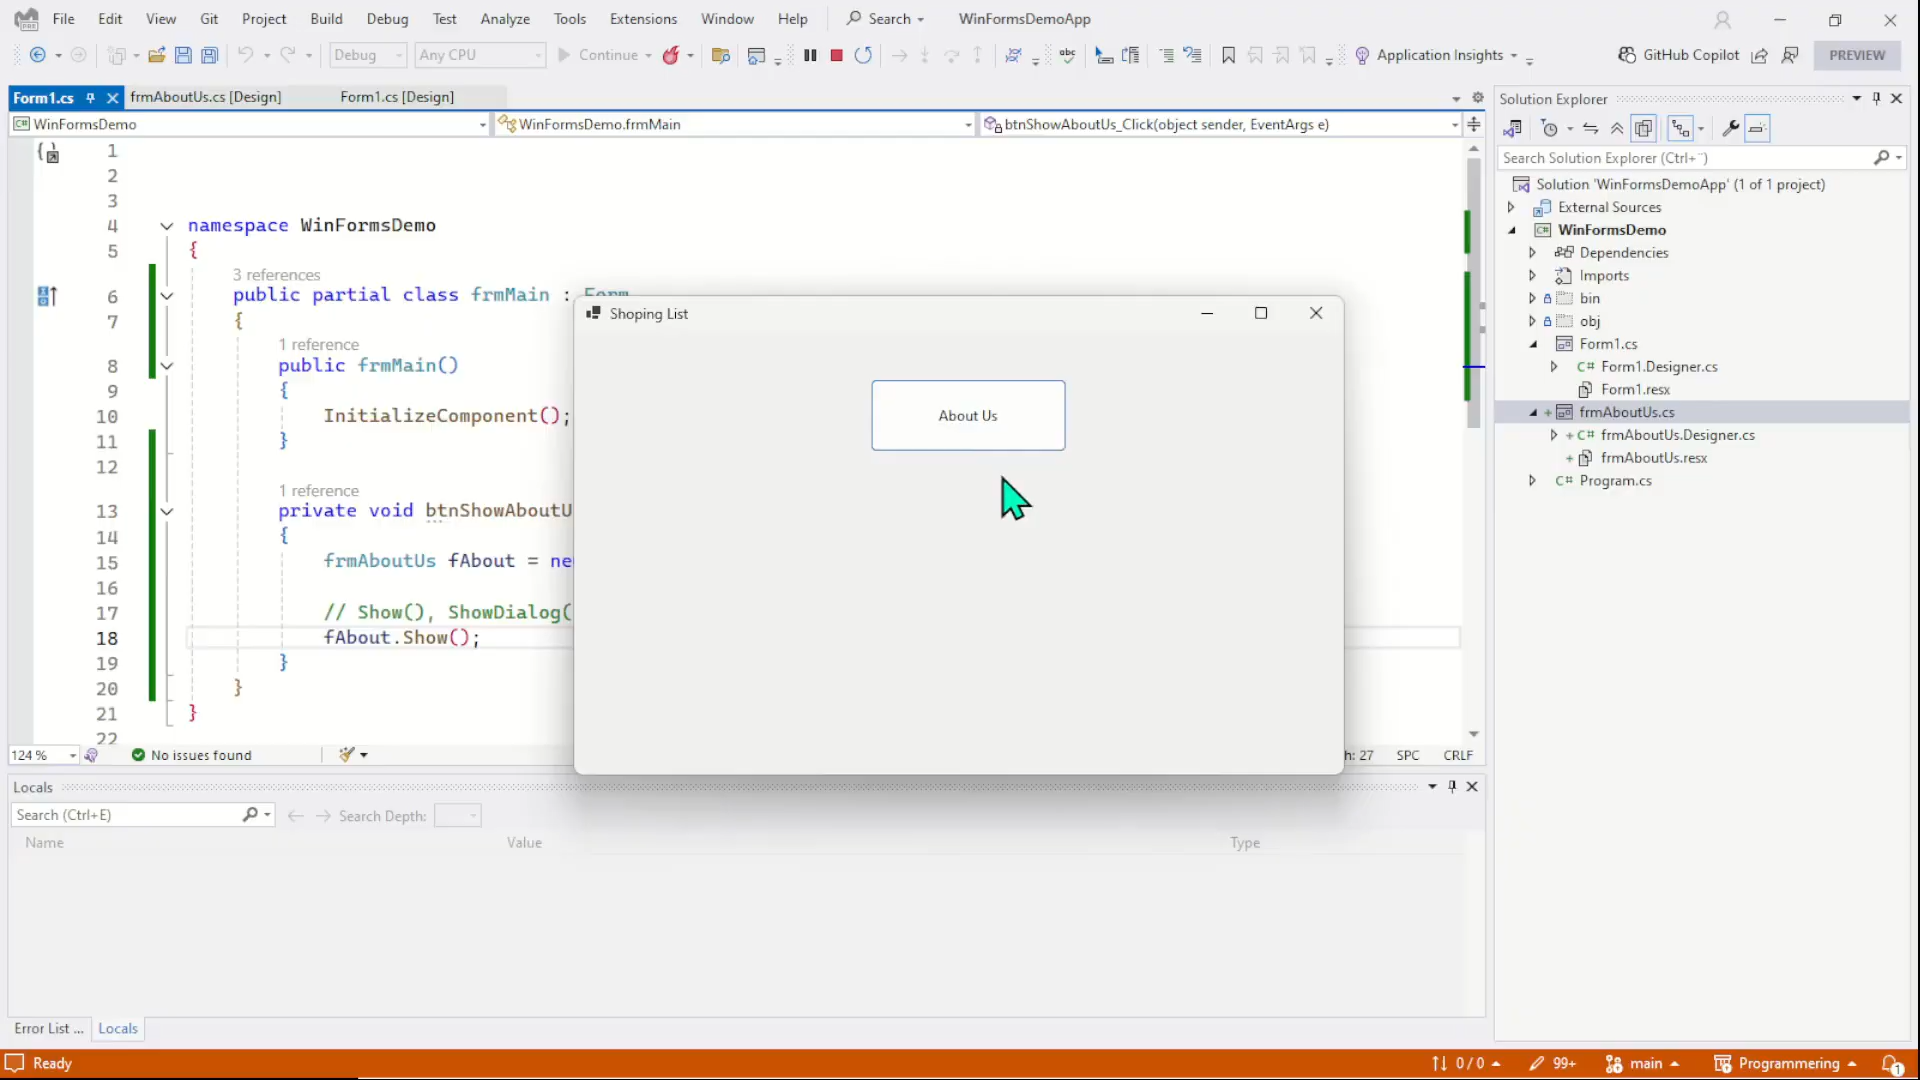 File Edit View Git Project Build Debug Test Analyze Tools Extensions Window Help Search WinFormsDemoApp
Debug Any CPU Continue Application Insights GitHub Copilot PREVIEW
Form1.cs frmAboutUs.cs [Design] Form1.cs [Design]
WinFormsDemo WinFormsDemo.frmMain btnShowAboutUs_Click(object sender, EventArgs e)
1
2
3
4 namespace WinFormsDemo
5 {
3 references
6 public partial class frmMain : Form
7 {
1 reference
8 public frmMain()
9 {
10 InitializeComponent();
11 }
12
1 reference
13 private void btnShowAboutU
14 {
15 frmAboutUs fAbout = ne
16
17 // Show(), ShowDialog(
18 fAbout.Show();
19 }
20 }
21 }
22
124 % No issues found h: 27 SPC CRLF
Shoping List
About Us
Locals
Search (Ctrl+E) Search Depth:
Name Value Type
Error List ... Locals
Solution Explorer
Search Solution Explorer (Ctrl+¨)
Solution 'WinFormsDemoApp' (1 of 1 project)
External Sources
WinFormsDemo
Dependencies
Imports
bin
obj
Form1.cs
C# Form1.Designer.cs
Form1.resx
+ frmAboutUs.cs
+ C# frmAboutUs.Designer.cs
+ frmAboutUs.resx
C# Program.cs
Ready 0 / 0 99+ main Programmering 1